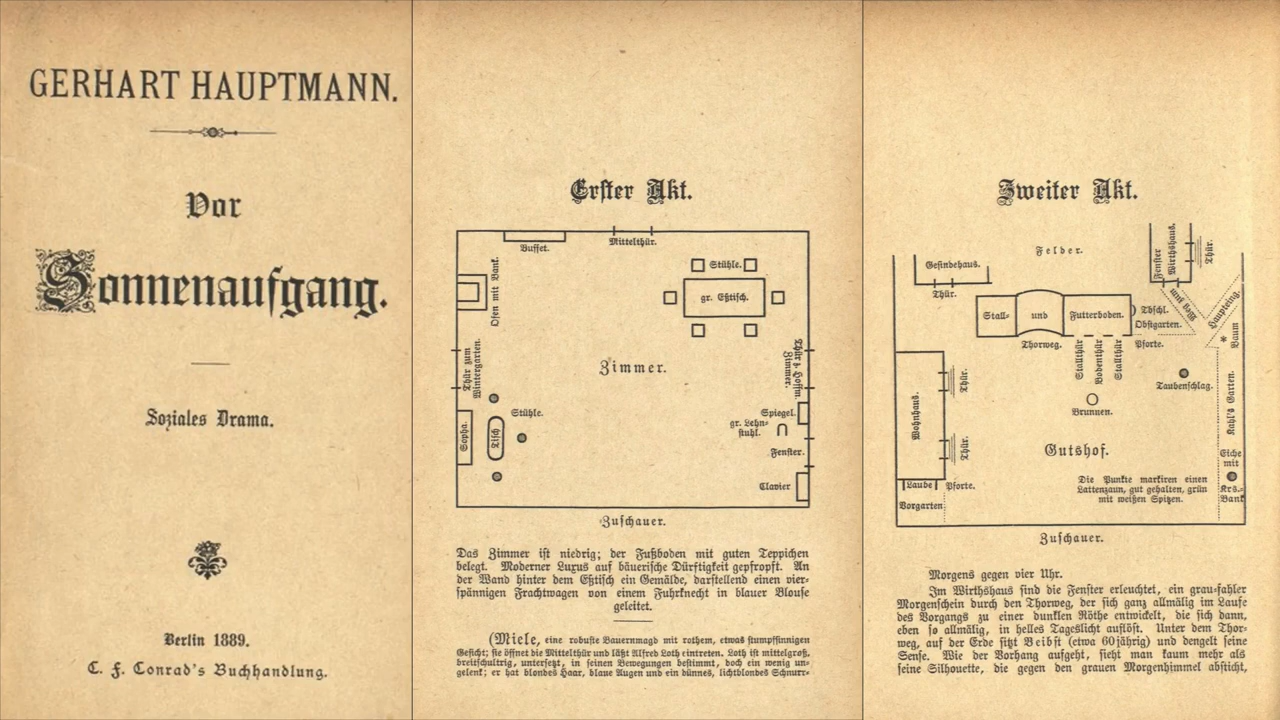 GERHART HAUPTMANN.
Vor
Sonnenaufgang.
Soziales Drama.
Berlin 1889.
C. F. Conrad's Buchhandlung.
Erster Akt.
Buffet.
Mittelthür.
Ofen mit Bank.
Stühle.
gr. Eßtisch.
Thür zum
Wintergarten.
Zimmer.
Thür z. Hoffm.
Zimmer.
Stühle.
Sopha.
Tisch
Spiegel.
gr. Lehn-
stuhl.
Fenster.
Clavier
Zuschauer.
Das Zimmer ist niedrig; der Fußboden mit guten Teppichen
belegt. Moderner Luxus auf bäuerische Dürftigkeit gepfropft. An
der Wand hinter dem Eßtisch ein Gemälde, darstellend einen vier-
spännigen Frachtwagen von einem Fuhrknecht in blauer Blouse
geleitet.
(Miele, eine robuste Bauernmagd mit rothem, etwas stumpfsinnigen
Gesicht; sie öffnet die Mittelthür und läßt Alfred Loth eintreten. Loth ist mittelgroß,
breitschultrig, untersetzt, in seinen Bewegungen bestimmt, doch ein wenig un-
gelenk; er hat blondes Haar, blaue Augen und ein dünnes, lichtblondes Schnurr-
Zweiter Akt.
Felder.
Gesindehaus.
Thür.
Fenster
Wirthshaus.
Thür.
Stall-
und
Futterboden.
Thorweg.
Tbschl.
Obstgarten.
Pforte.
Haupteing.
Baum
Stallthür
Bodenthür
Stallthür
Taubenschlag.
Brunnen.
Wohnhaus.
Thür.
Thür.
Gutshof.
Kahl's Garten.
Eiche
mit
Krs.-
Bank
Laube
Pforte.
Vorgarten
Die Punkte markiren einen
Lattenzaun, gut gehalten, grün
mit weißen Spitzen.
Zuschauer.
Morgens gegen vier Uhr.
Im Wirthshaus sind die Fenster erleuchtet, ein grau-fahler
Morgenschein durch den Thorweg, der sich ganz allmälig im Laufe
des Vorgangs zu einer dunklen Röthe entwickelt, die sich dann,
eben so allmälig, in helles Tageslicht auflöst. Unter dem Thor-
weg, auf der Erde sitzt Beibst (etwa 60 jährig) und dengelt seine
Sense. Wie der Vorhang aufgeht, sieht man kaum mehr als
seine Silhouette, die gegen den grauen Morgenhimmel absticht,